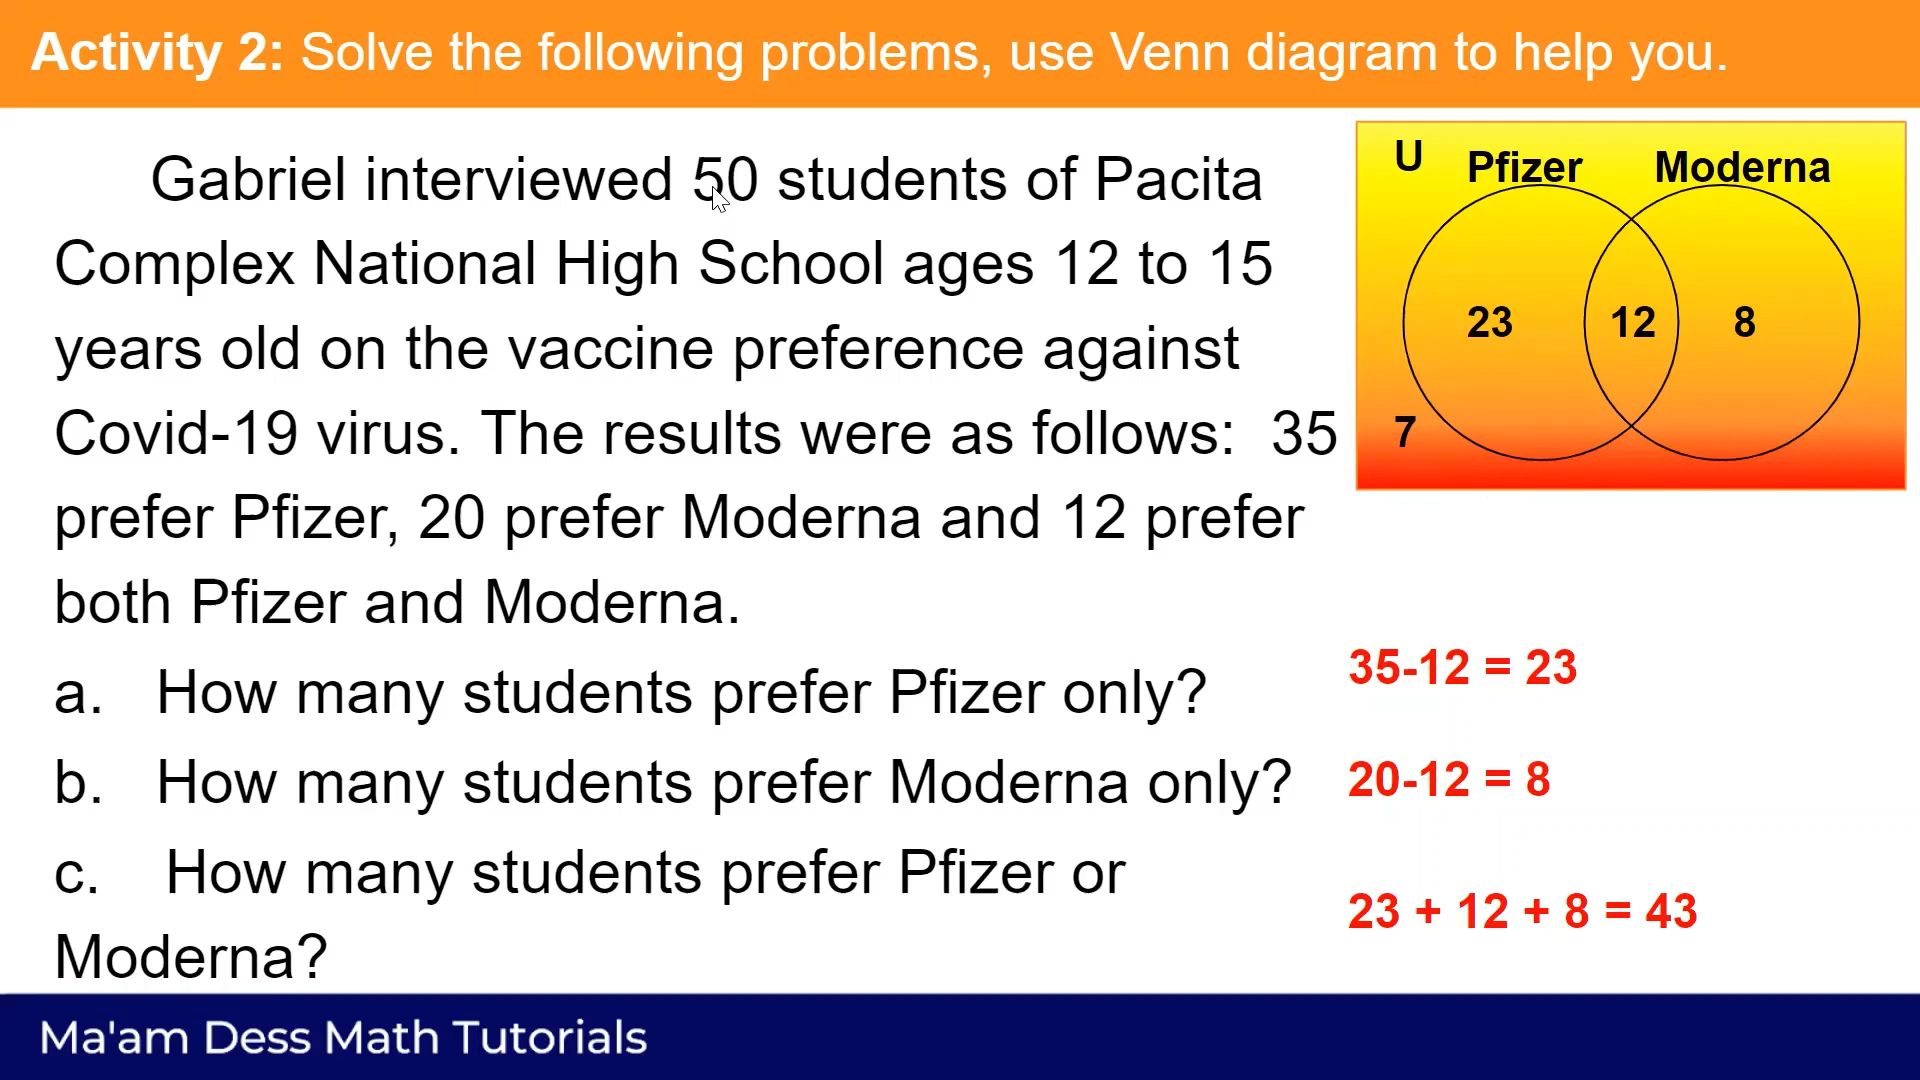 Activity 2: Solve the following problems, use Venn diagram to help you.
Gabriel interviewed 50 students of Pacita
Complex National High School ages 12 to 15
years old on the vaccine preference against
Covid-19 virus. The results were as follows: 35
prefer Pfizer, 20 prefer Moderna and 12 prefer
both Pfizer and Moderna.
a. How many students prefer Pfizer only?
b. How many students prefer Moderna only?
c. How many students prefer Pfizer or
Moderna?
U Pfizer Moderna
23 12 8
7
35-12 = 23
20-12 = 8
23 + 12 + 8 = 43
Ma'am Dess Math Tutorials